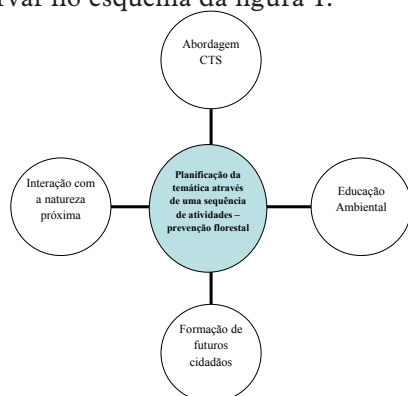 rvar no esquema da figura 1.
Abordagem
CTS
Interação com
a natureza
próxima
Planificação da
temática através
de uma sequência
de atividades –
prevenção florestal
Educação
Ambiental
Formação de
futuros
cidadãos